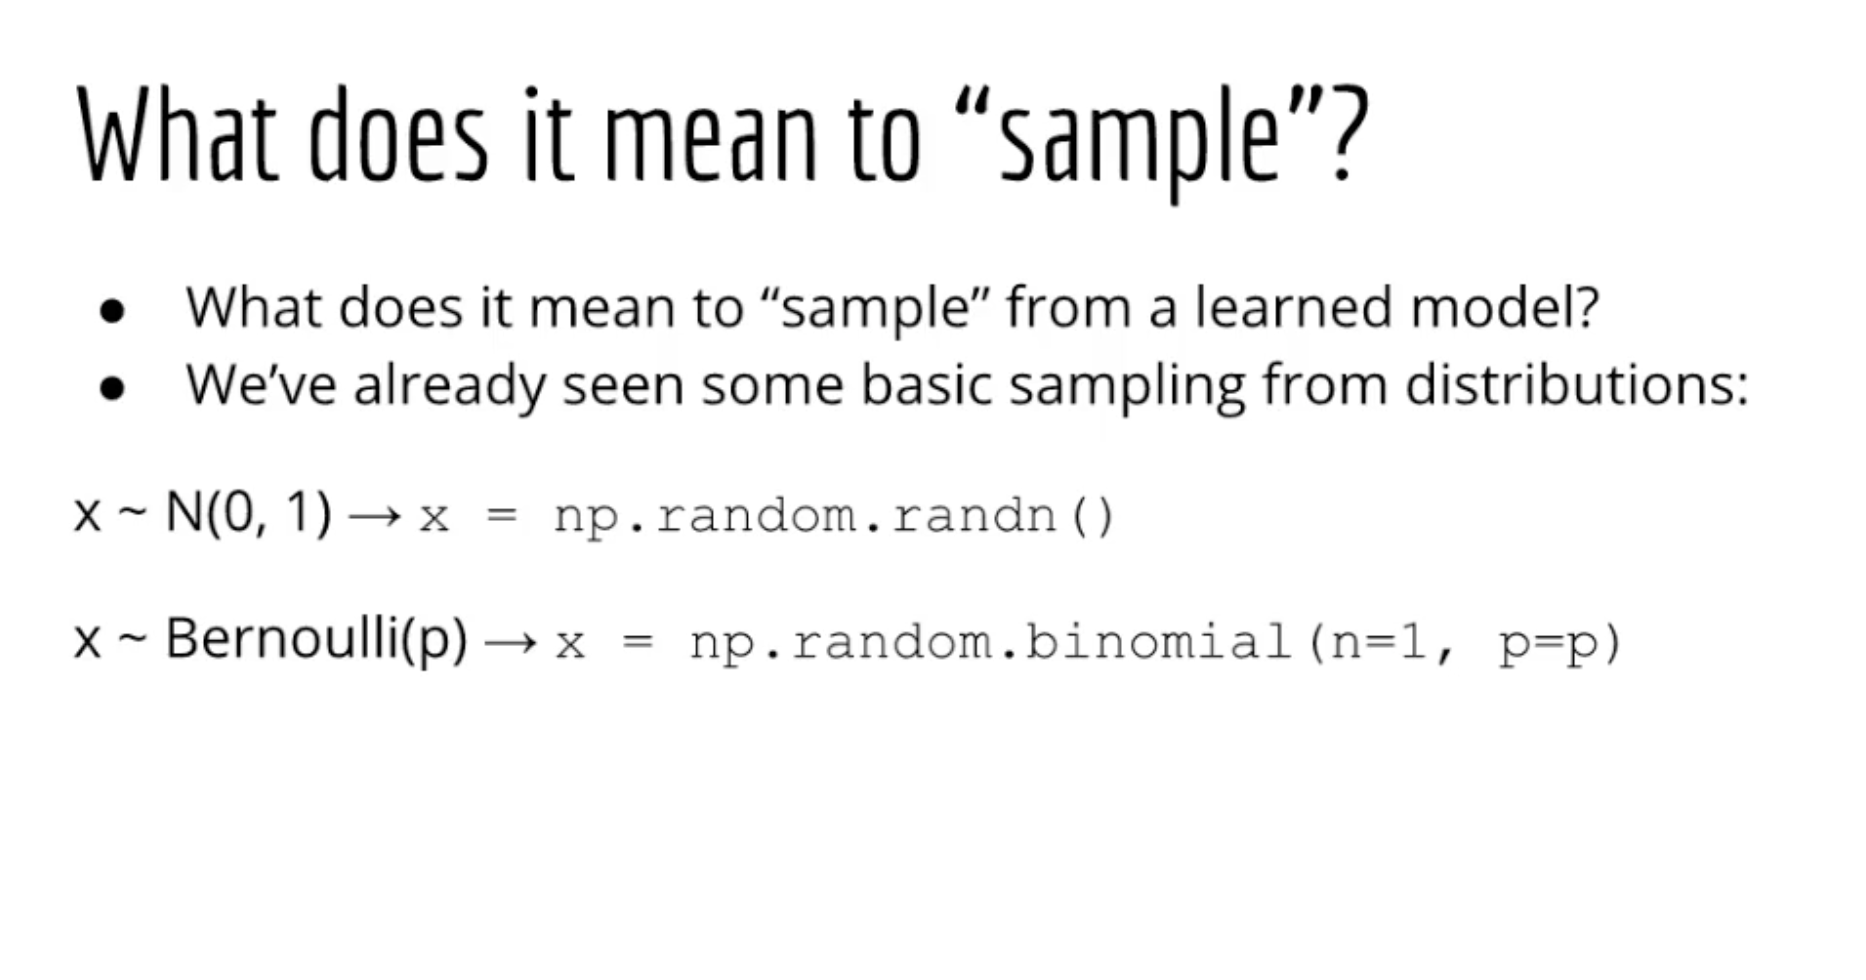 What does it mean to “sample”?
● What does it mean to “sample” from a learned model?
● We’ve already seen some basic sampling from distributions:
x ~ N(0, 1) → x = np.random.randn()
x ~ Bernoulli(p) → x = np.random.binomial(n=1, p=p)